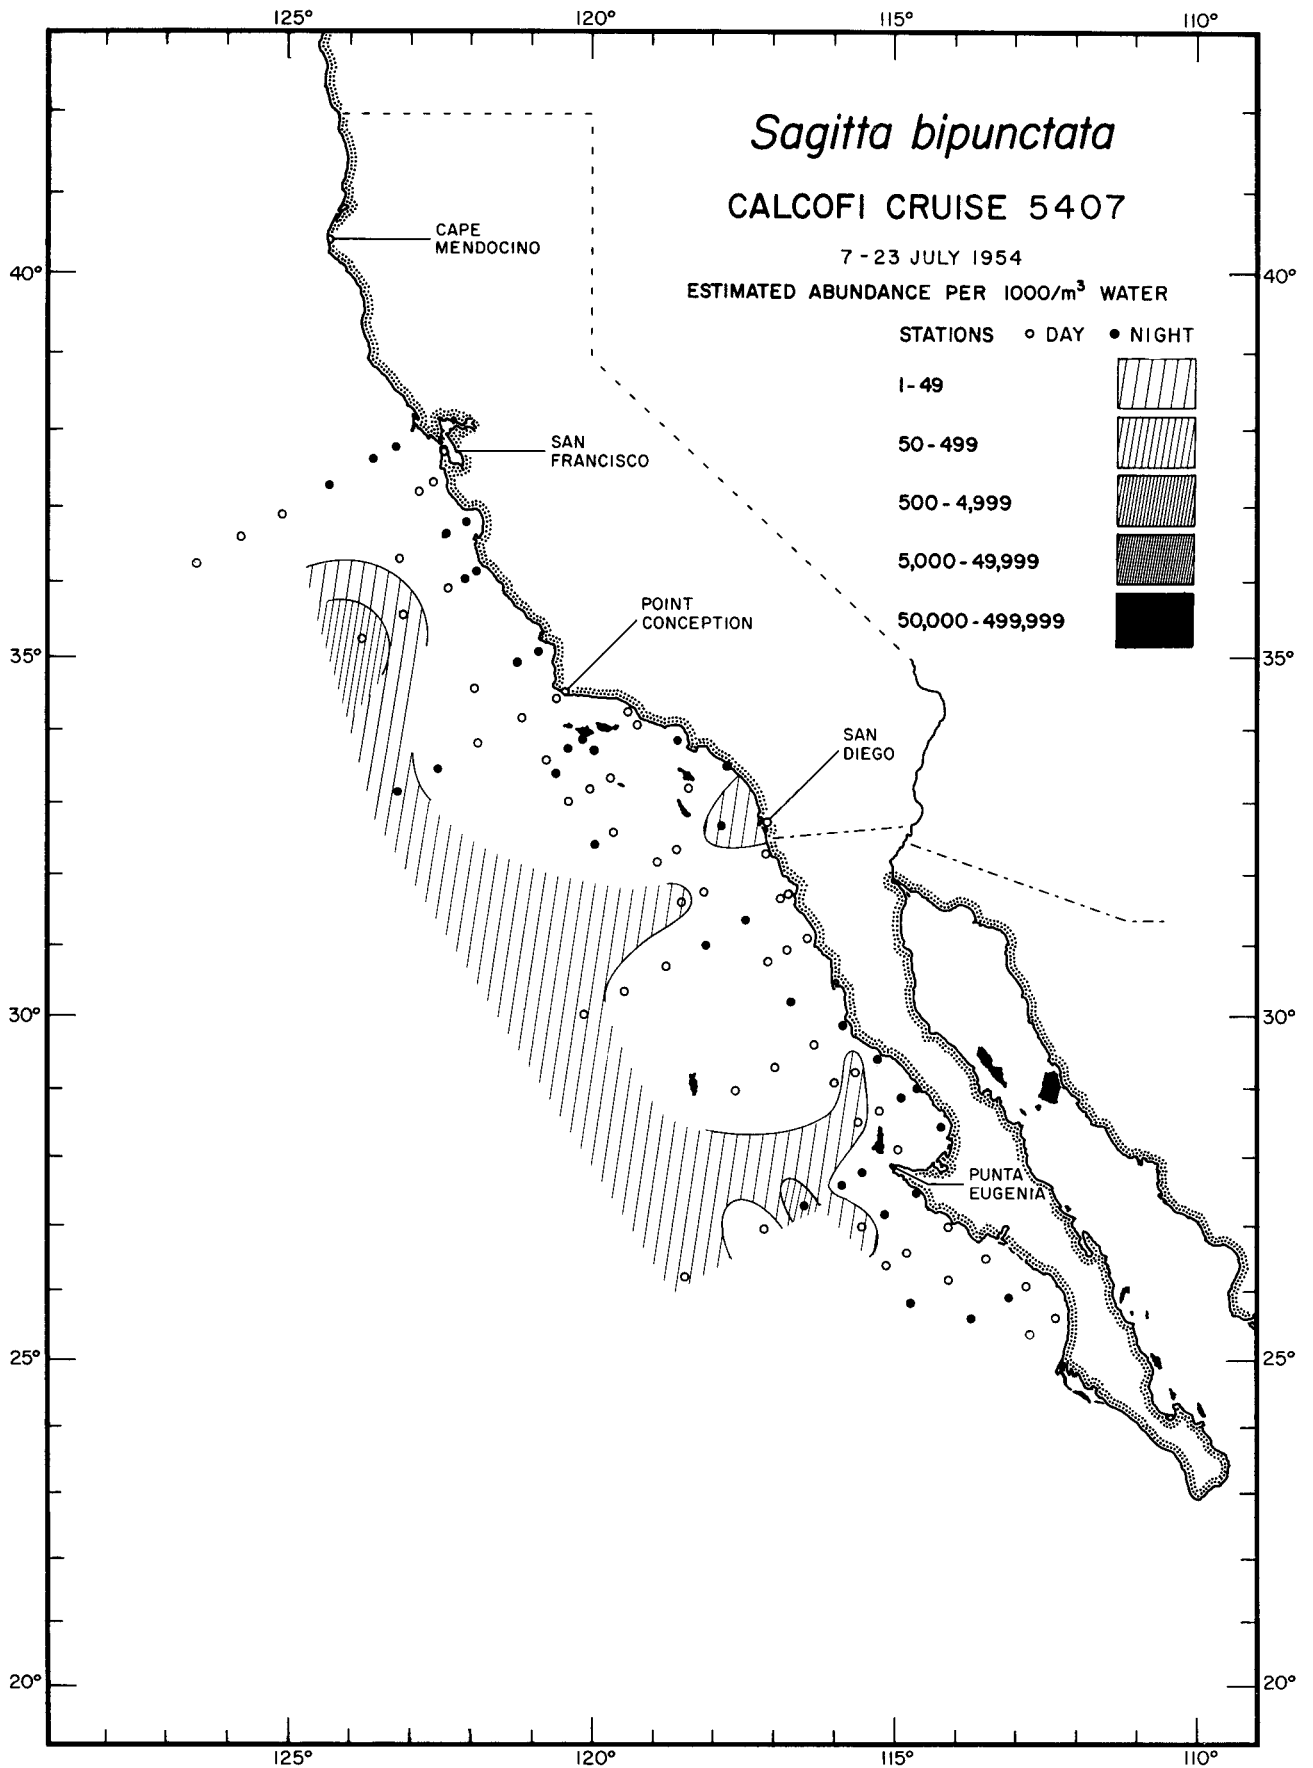 125° 120° 115° 110°
Sagitta bipunctata
CALCOFI CRUISE 5407
7-23 JULY 1954
ESTIMATED ABUNDANCE PER 1000/m³ WATER
STATIONS ○ DAY ● NIGHT
1-49
50-499
500-4,999
5,000-49,999
50,000-499,999
CAPE
MENDOCINO
40° 40°
SAN
FRANCISCO
POINT
CONCEPTION
35° 35°
SAN
DIEGO
30° 30°
PUNTA
EUGENIA
25° 25°
20° 20°
125° 120° 115° 110°